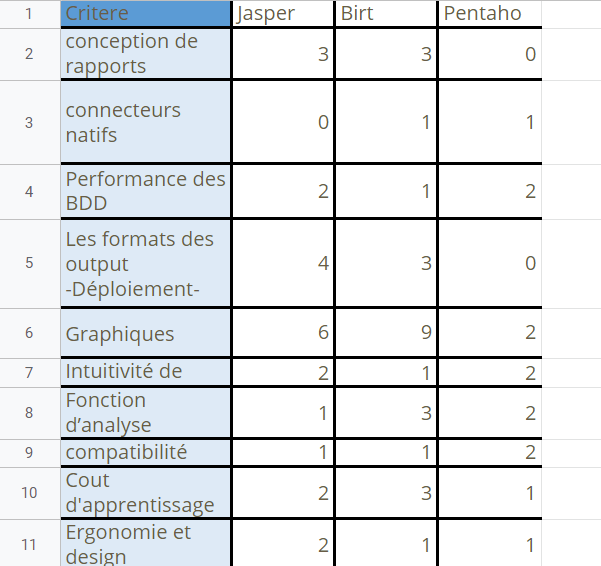 1 Critere Jasper Birt Pentaho
conception de
2 3 3 0
rapports
connecteurs
3 0 1 1
natifs
Performance des
4 2 1 2
BDD
Les formats des
5 output 4 3 0
-Déploiement-
6 Graphiques 6 9 2
7 Intuitivité de 2 1 2
Fonction
8 1 3 2
d’analyse
9 compatibilité 1 1 2
Cout
10 2 3 1
d'apprentissage
Ergonomie et
11 2 1 1
design